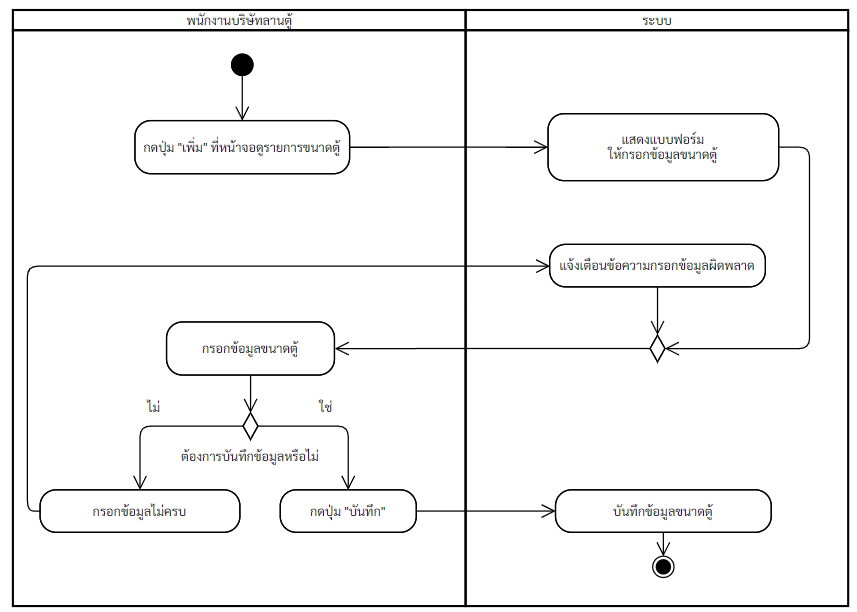 พนักงานบริษัทลานตู้
ระบบ
กดปุ่ม "เพิ่ม" ที่หน้าจอดูรายการขนาดตู้
แสดงแบบฟอร์ม
ให้กรอกข้อมูลขนาดตู้
แจ้งเตือนข้อความกรอกข้อมูลผิดพลาด
กรอกข้อมูลขนาดตู้
ไม่
ใช่
ต้องการบันทึกข้อมูลหรือไม่
กรอกข้อมูลไม่ครบ
กดปุ่ม "บันทึก"
บันทึกข้อมูลขนาดตู้